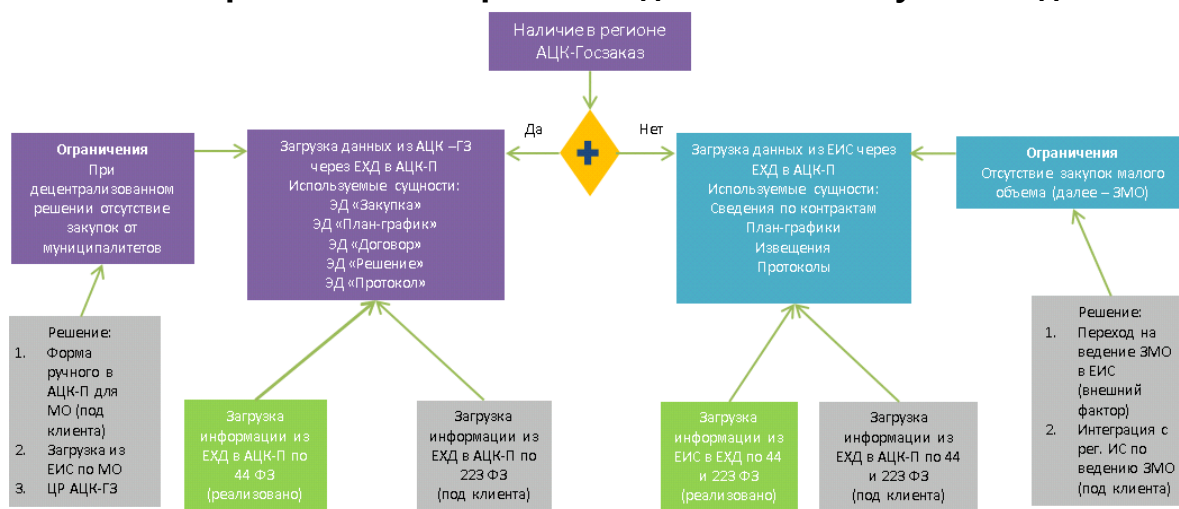 Наличие в регионе
АЦК-Госзаказ
Да
Нет
Ограничения
При
децентрализованном
решении отсутствие
закупок от
муниципалитетов
Загрузка данных из АЦК –ГЗ
через ЕХД в АЦК-П
Используемые сущности:
ЭД «Закупка»
ЭД «План-график»
ЭД «Договор»
ЭД «Решение»
ЭД «Протокол»
Загрузка данных из ЕИС через
ЕХД в АЦК-П
Используемые сущности:
Сведения по контрактам
План-графики
Извещения
Протоколы
Ограничения
Отсутствие закупок малого
объема (далее – ЗМО)
Решение:
1. Форма
ручного в
АЦК-П для
МО (под
клиента)
2. Загрузка из
ЕИС по МО
3. ЦР АЦК-ГЗ
Загрузка
информации из
ЕХД в АЦК-П по
44 ФЗ
(реализовано)
Загрузка
информации из
ЕХД в АЦК-П по
223 ФЗ
(под клиента)
Загрузка
информации из
ЕИС в ЕХД по 44
и 223 ФЗ
(реализовано)
Загрузка
информации из
ЕХД в АЦК-П по 44
и 223 ФЗ
(под клиента)
Решение:
1. Переход на
ведение ЗМО
в ЕИС
(внешний
фактор)
2. Интеграция с
рег. ИС по
ведению ЗМО
(под клиента)